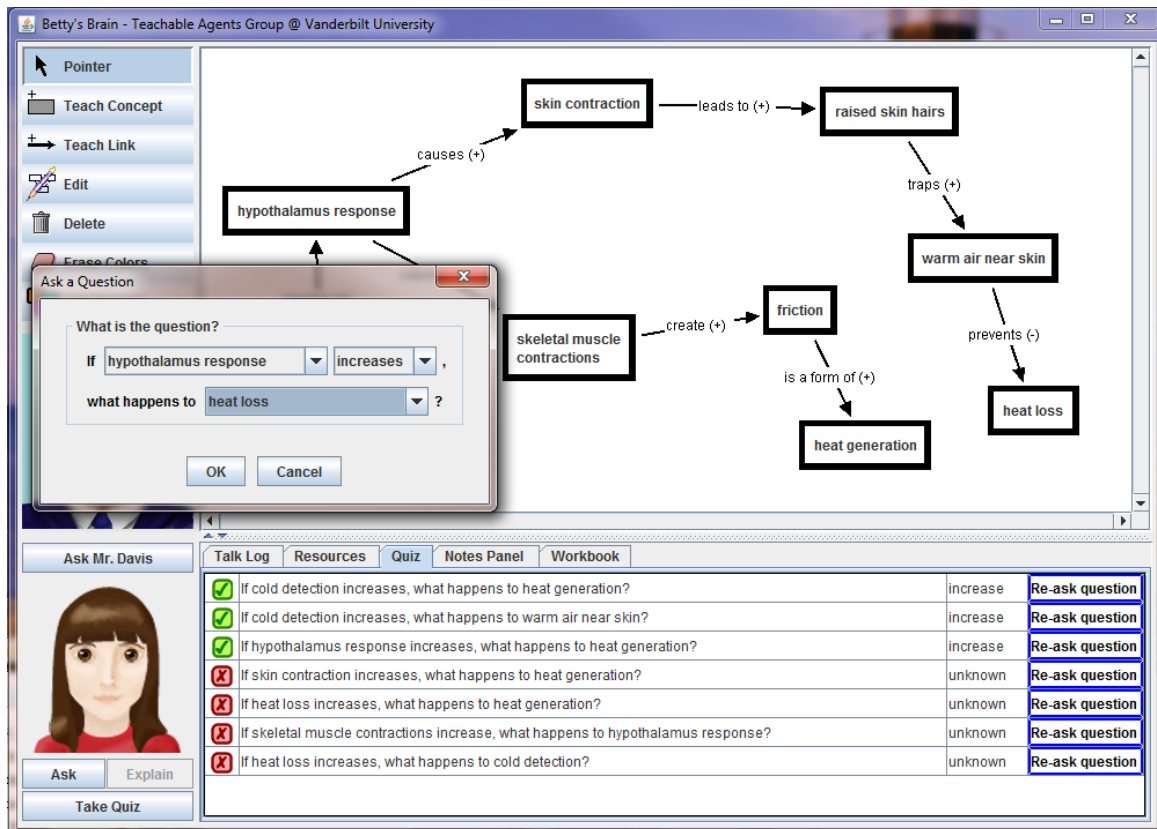 Betty's Brain - Teachable Agents Group @ Vanderbilt University
Pointer
Teach Concept
Teach Link
Edit
Delete
Erase Colors
skin contraction
leads to (+)
raised skin hairs
causes (+)
traps (+)
hypothalamus response
warm air near skin
friction
create (+)
skeletal muscle
contractions
prevents (-)
is a form of (+)
heat loss
heat generation
Ask a Question
What is the question?
If hypothalamus response increases ,
what happens to heat loss ?
OK Cancel
Ask Mr. Davis
Talk Log Resources Quiz Notes Panel Workbook
If cold detection increases, what happens to heat generation? increase Re-ask question
If cold detection increases, what happens to warm air near skin? increase Re-ask question
If hypothalamus response increases, what happens to heat generation? increase Re-ask question
If skin contraction increases, what happens to heat generation? unknown Re-ask question
If heat loss increases, what happens to heat generation? unknown Re-ask question
If skeletal muscle contractions increase, what happens to hypothalamus response? unknown Re-ask question
If heat loss increases, what happens to cold detection? unknown Re-ask question
Ask Explain
Take Quiz